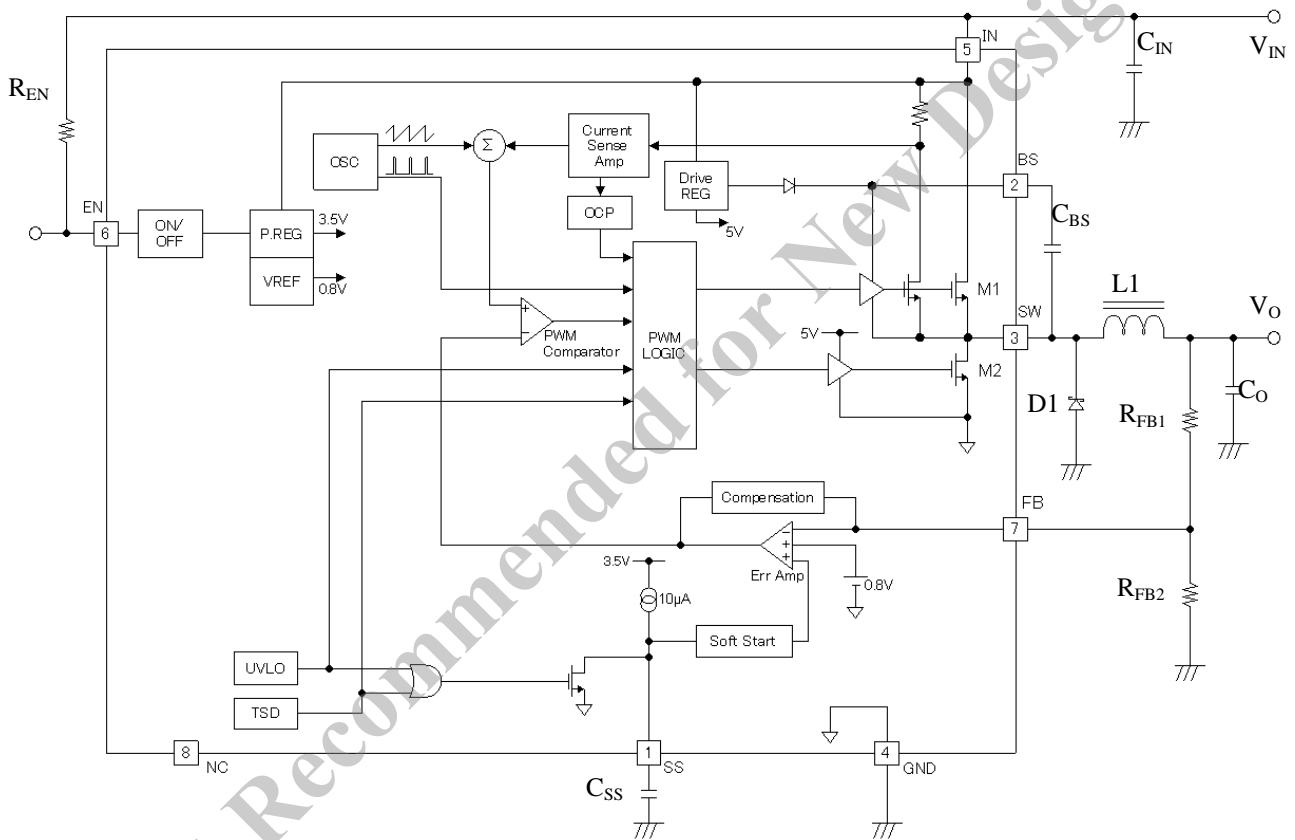 IN
5
C_IN
V_IN
R_EN
OSC
Σ
Current
Sense
Amp
OCP
Drive
REG
5V
BS
2
C_BS
EN
6
ON/
OFF
P.REG
3.5V
VREF
0.8V
+
−
PWM
Comparator
PWM
LOGIC
M1
SW
3
L1
V_O
5V
M2
D1
R_FB1
C_O
Compensation
FB
7
−
+
+
Err Amp
0.8V
R_FB2
3.5V
10μA
Soft Start
UVLO
TSD
8
NC
1
SS
4
GND
C_SS
Recommended for New Design